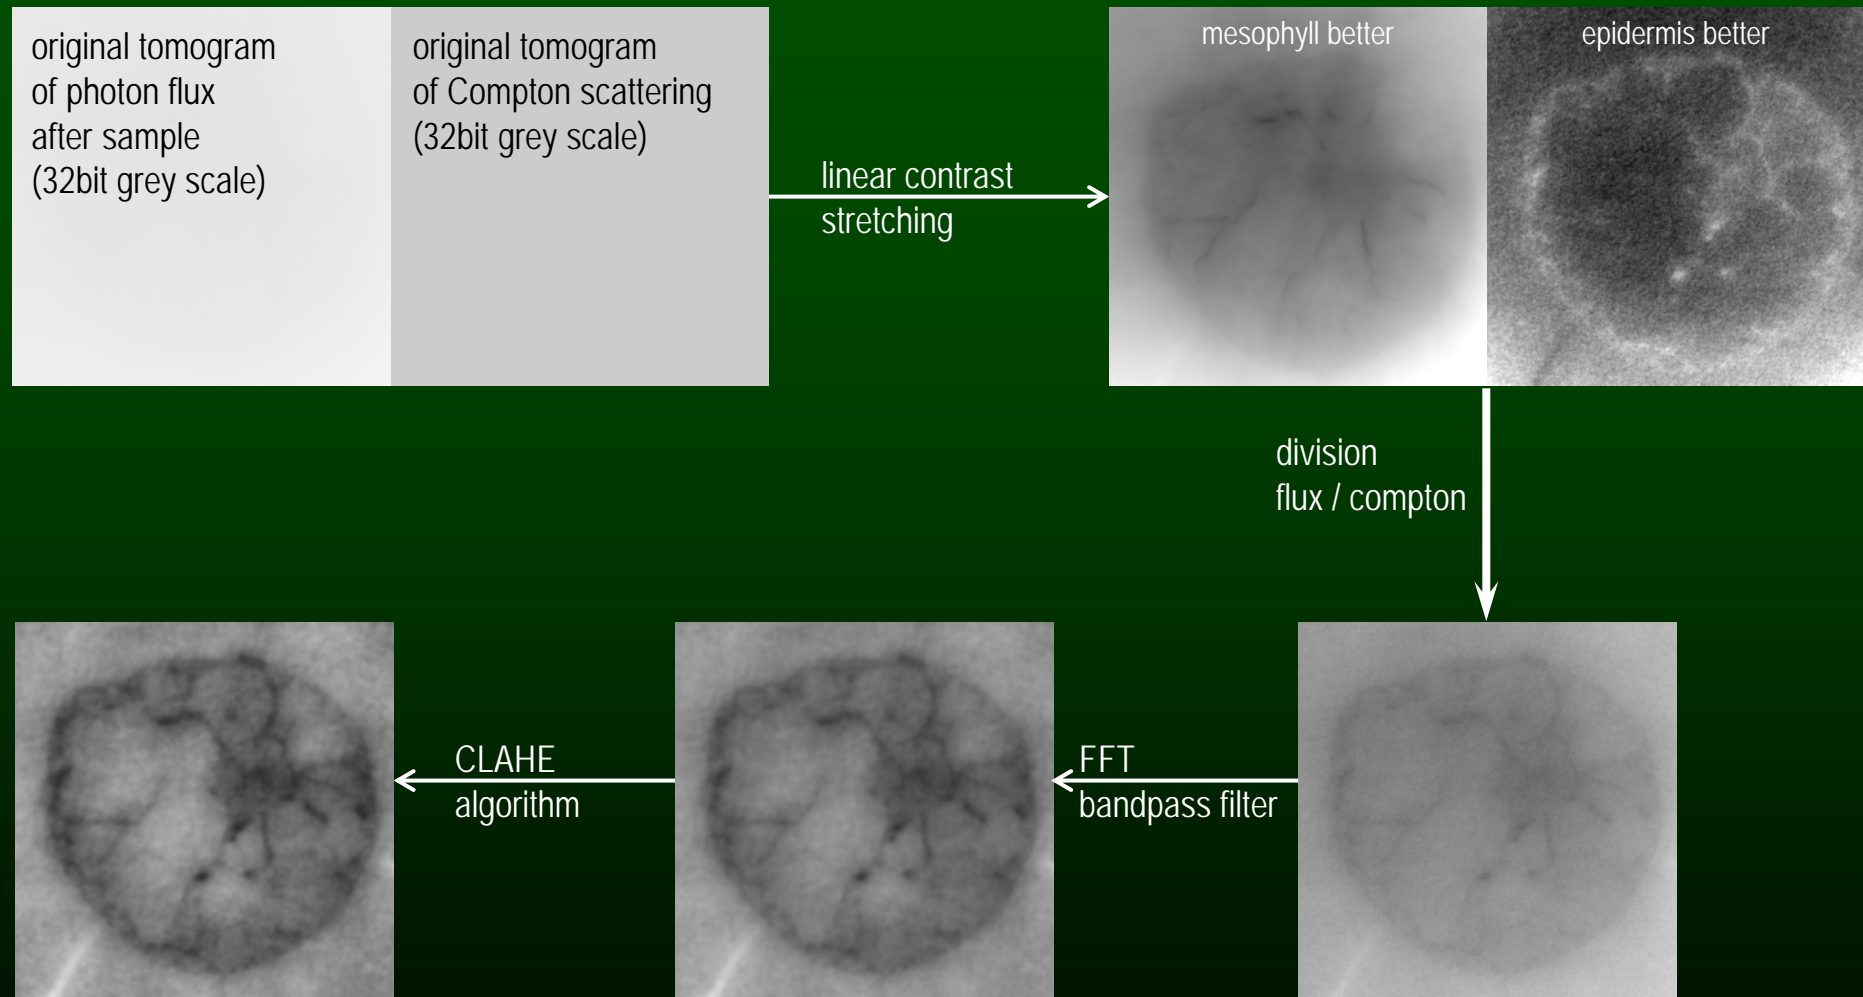 original tomogram
of photon flux
after sample
(32bit grey scale)
original tomogram
of Compton scattering
(32bit grey scale)
linear contrast
stretching
mesophyll better
epidermis better
division
flux / compton
FFT
bandpass filter
CLAHE
algorithm